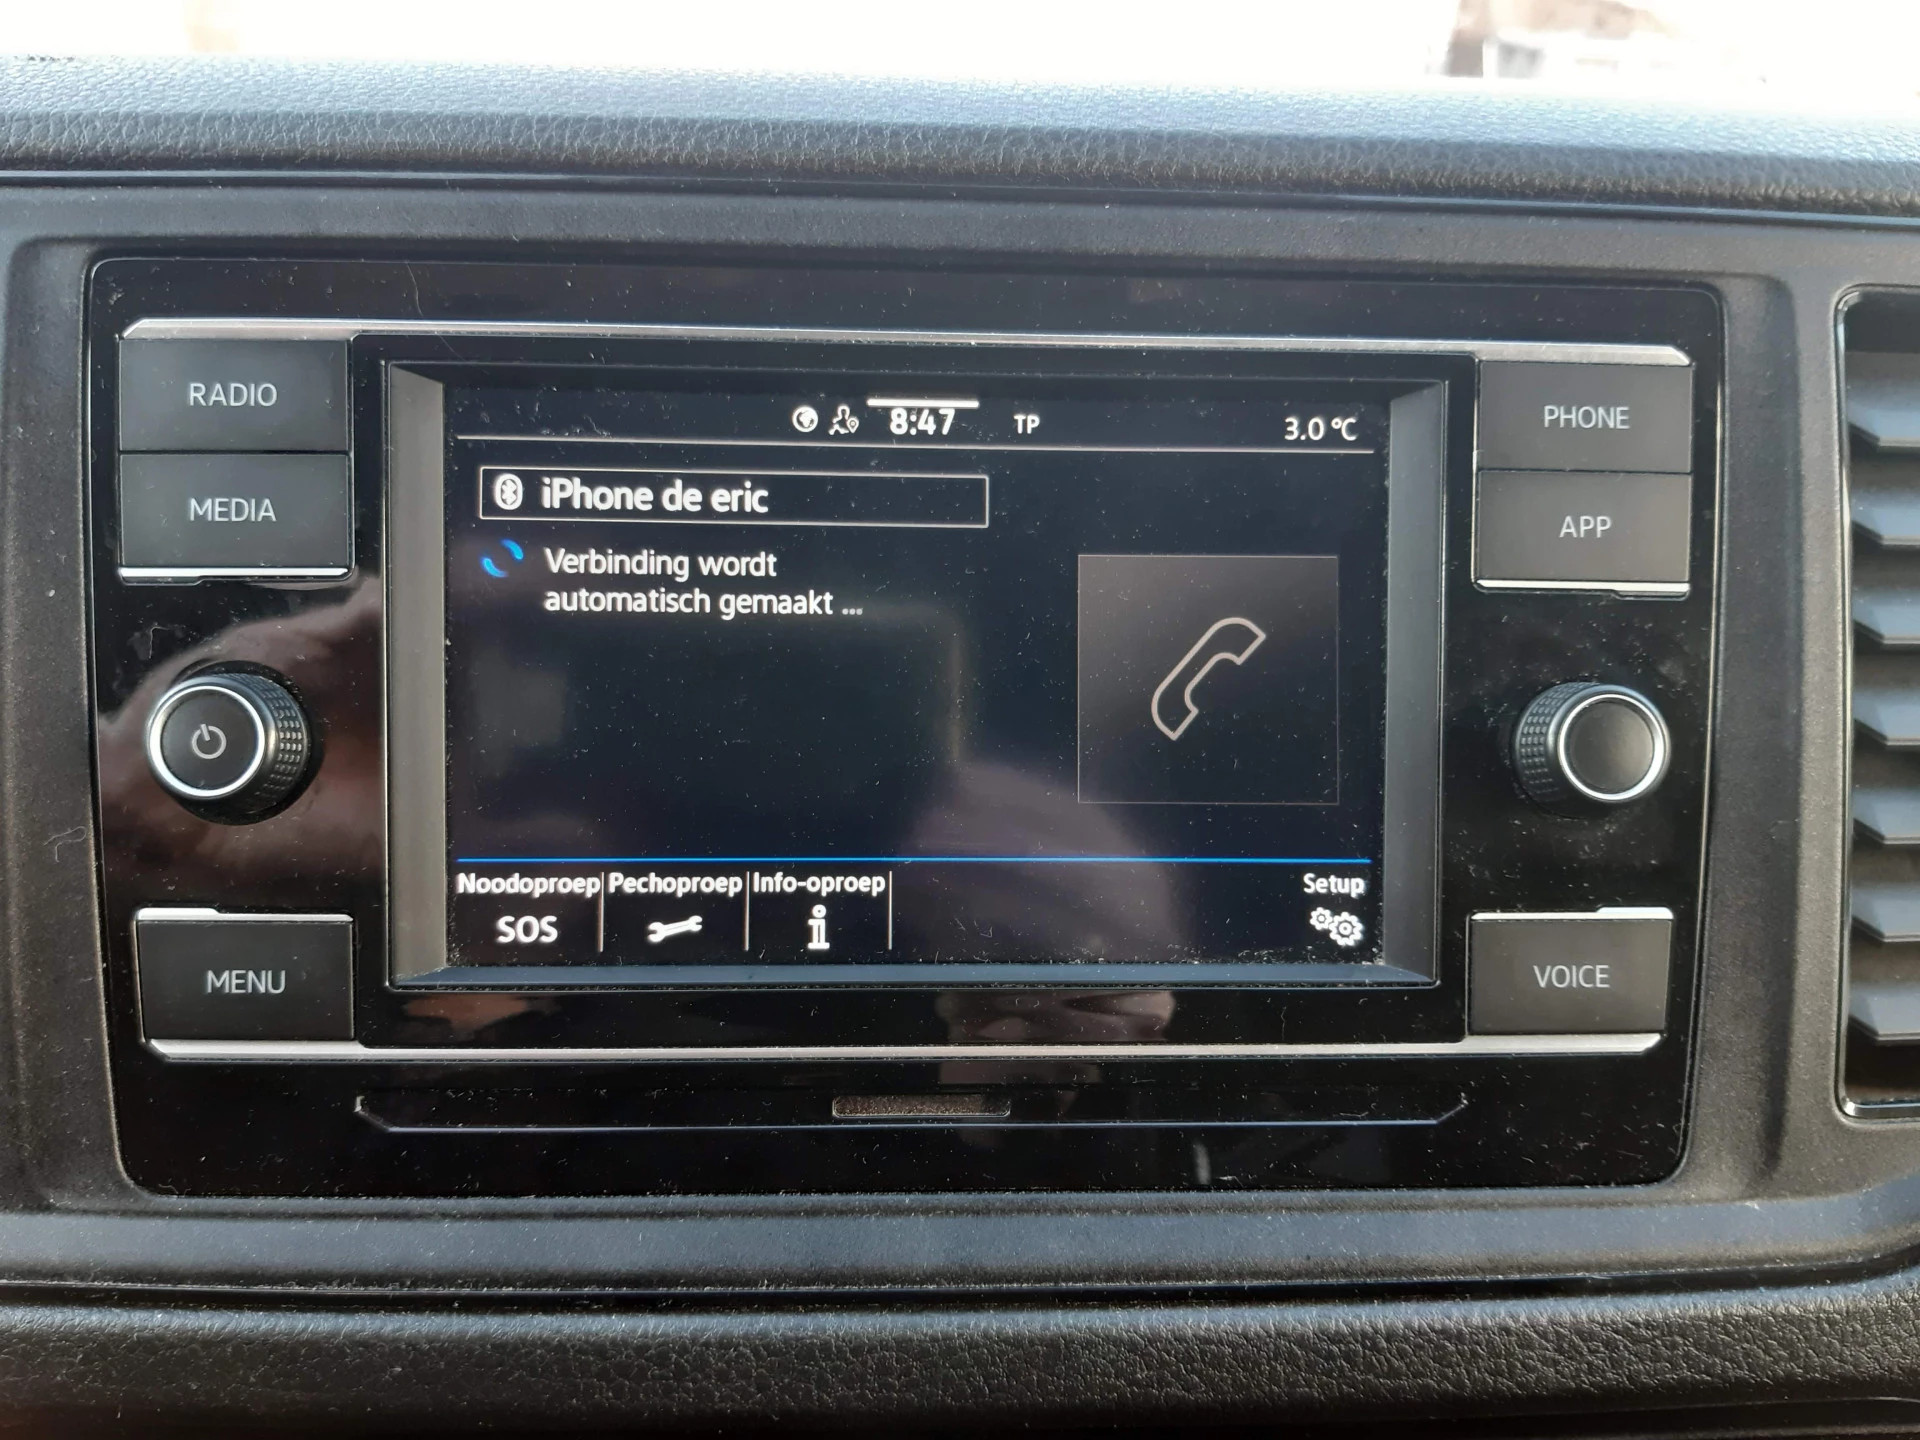 RADIO
MEDIA
MENU
8:47
TP
3.0 °C
iPhone de eric
Verbinding wordt
automatisch gemaakt ...
Noodoproep
Pechoproep
Info-oproep
Setup
SOS
PHONE
APP
VOICE